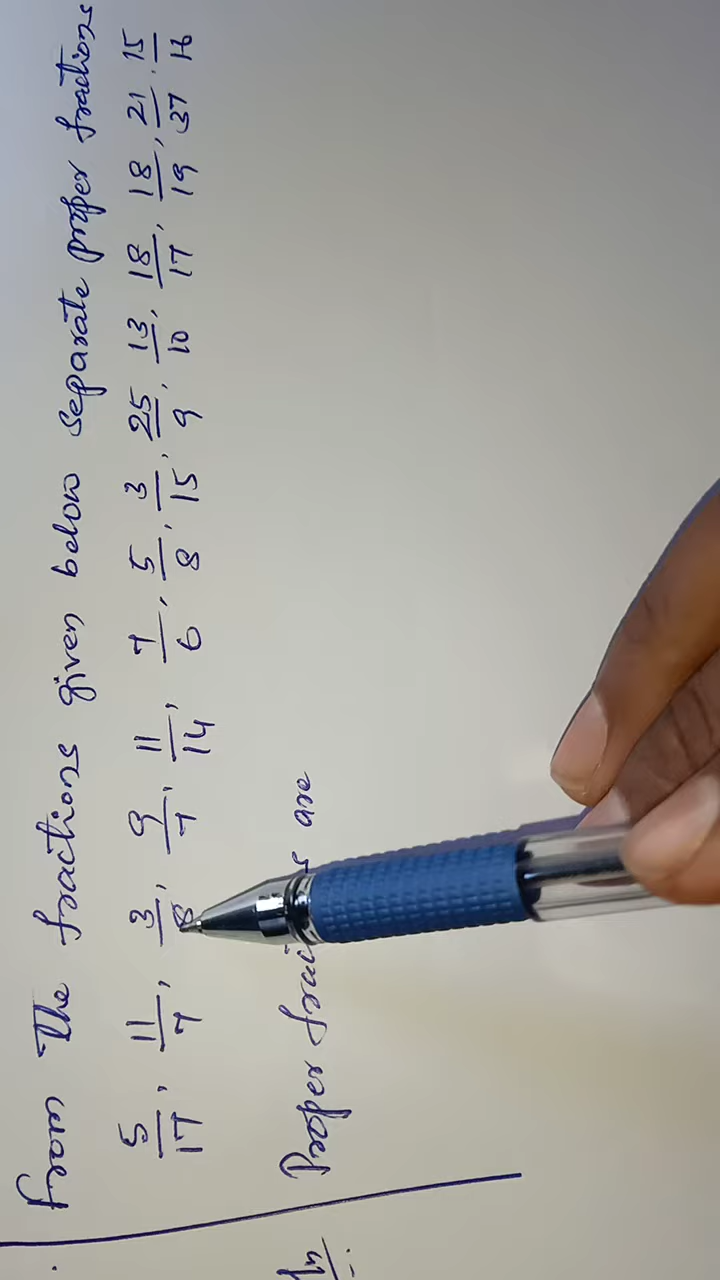 From The fractions given below separate proper fractions
5/17, 11/7, 3/8, 9/7, 11/14, 7/6, 5/8, 3/15, 25/9, 13/10, 18/17, 18/19, 21/37, 15/16
Proper are